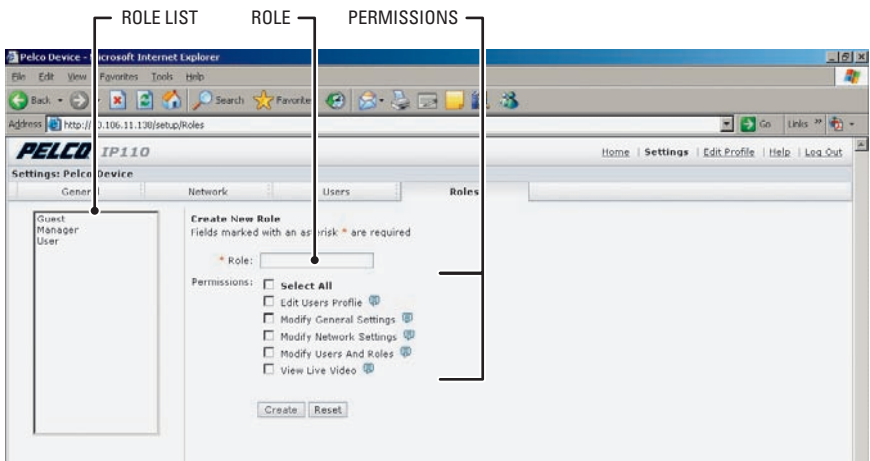 ROLE LIST ROLE PERMISSIONS
Pelco Device - Microsoft Internet Explorer
File Edit View Favorites Tools Help
Back Search Favorites
Address http:// 0.106.11.130/setup/Roles Go Links »
PELCO IP110 Home | Settings | Edit Profile | Help | Log Out
Settings: Pelco Device
General Network Users Roles
Guest
Manager
User
Create New Role
Fields marked with an asterisk * are required
* Role:
Permissions: Select All
Edit Users Proflie
Modify General Settings
Modify Network Settings
Modify Users And Roles
View Live Video
Create Reset